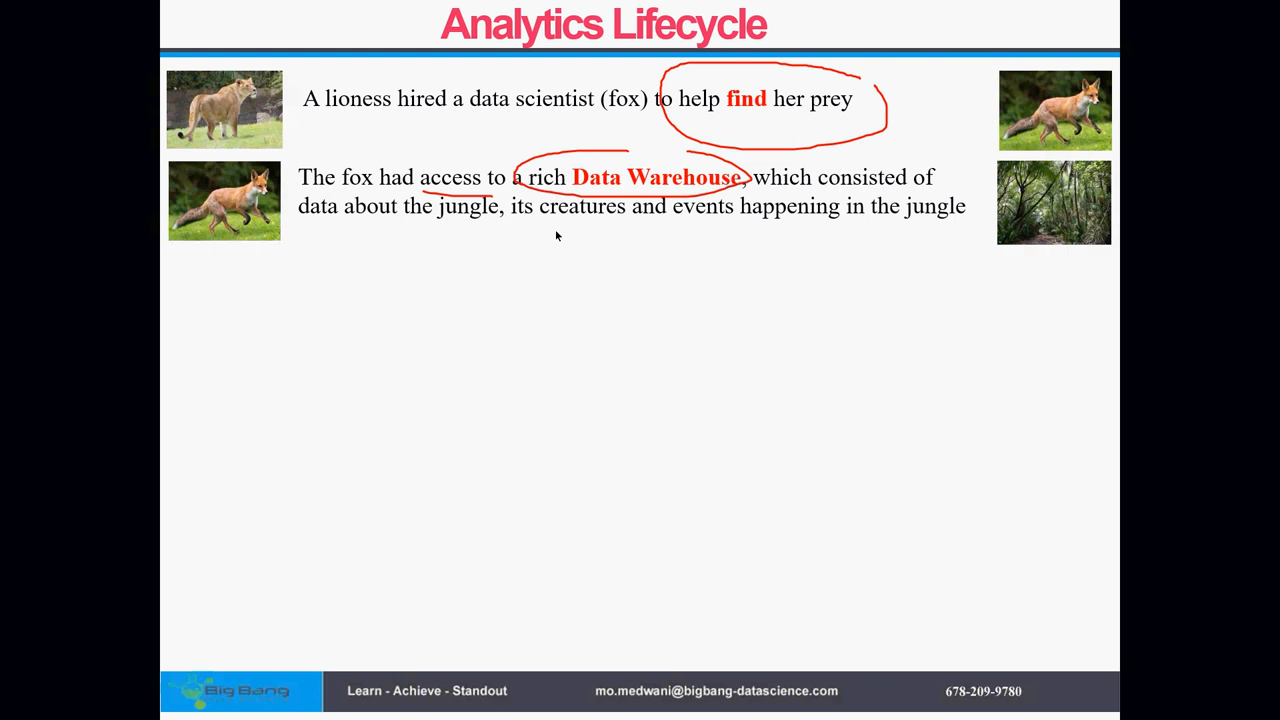 Analytics Lifecycle
A lioness hired a data scientist (fox) to help find her prey
The fox had access to a rich Data Warehouse, which consisted of
data about the jungle, its creatures and events happening in the jungle
Big Bang
Learn - Achieve - Standout
mo.medwani@bigbang-datascience.com
678-209-9780